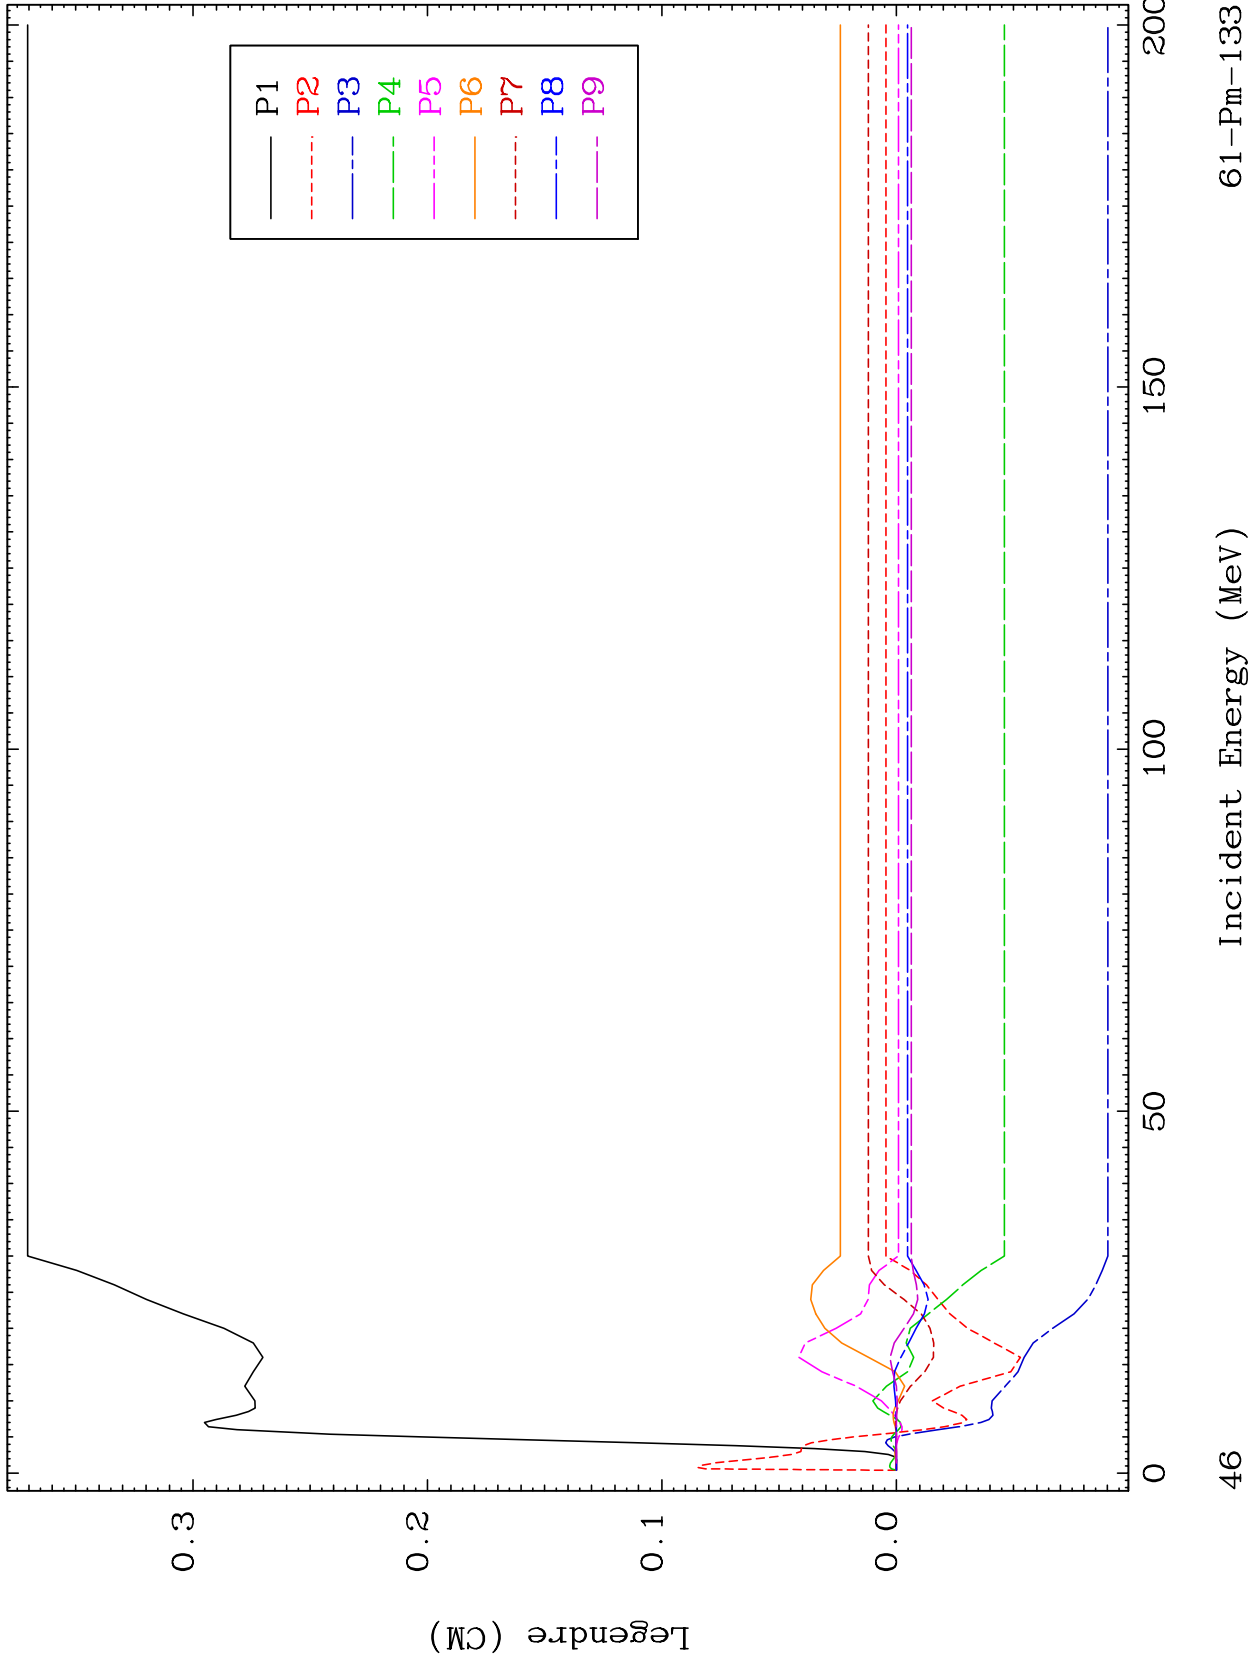 Legendre (CM)
0.3
0.2
0.1
0.0
P1
P2
P3
P4
P5
P6
P7
P8
P9
0
50
100
150
200
46
Incident Energy (MeV)
61-Pm-133